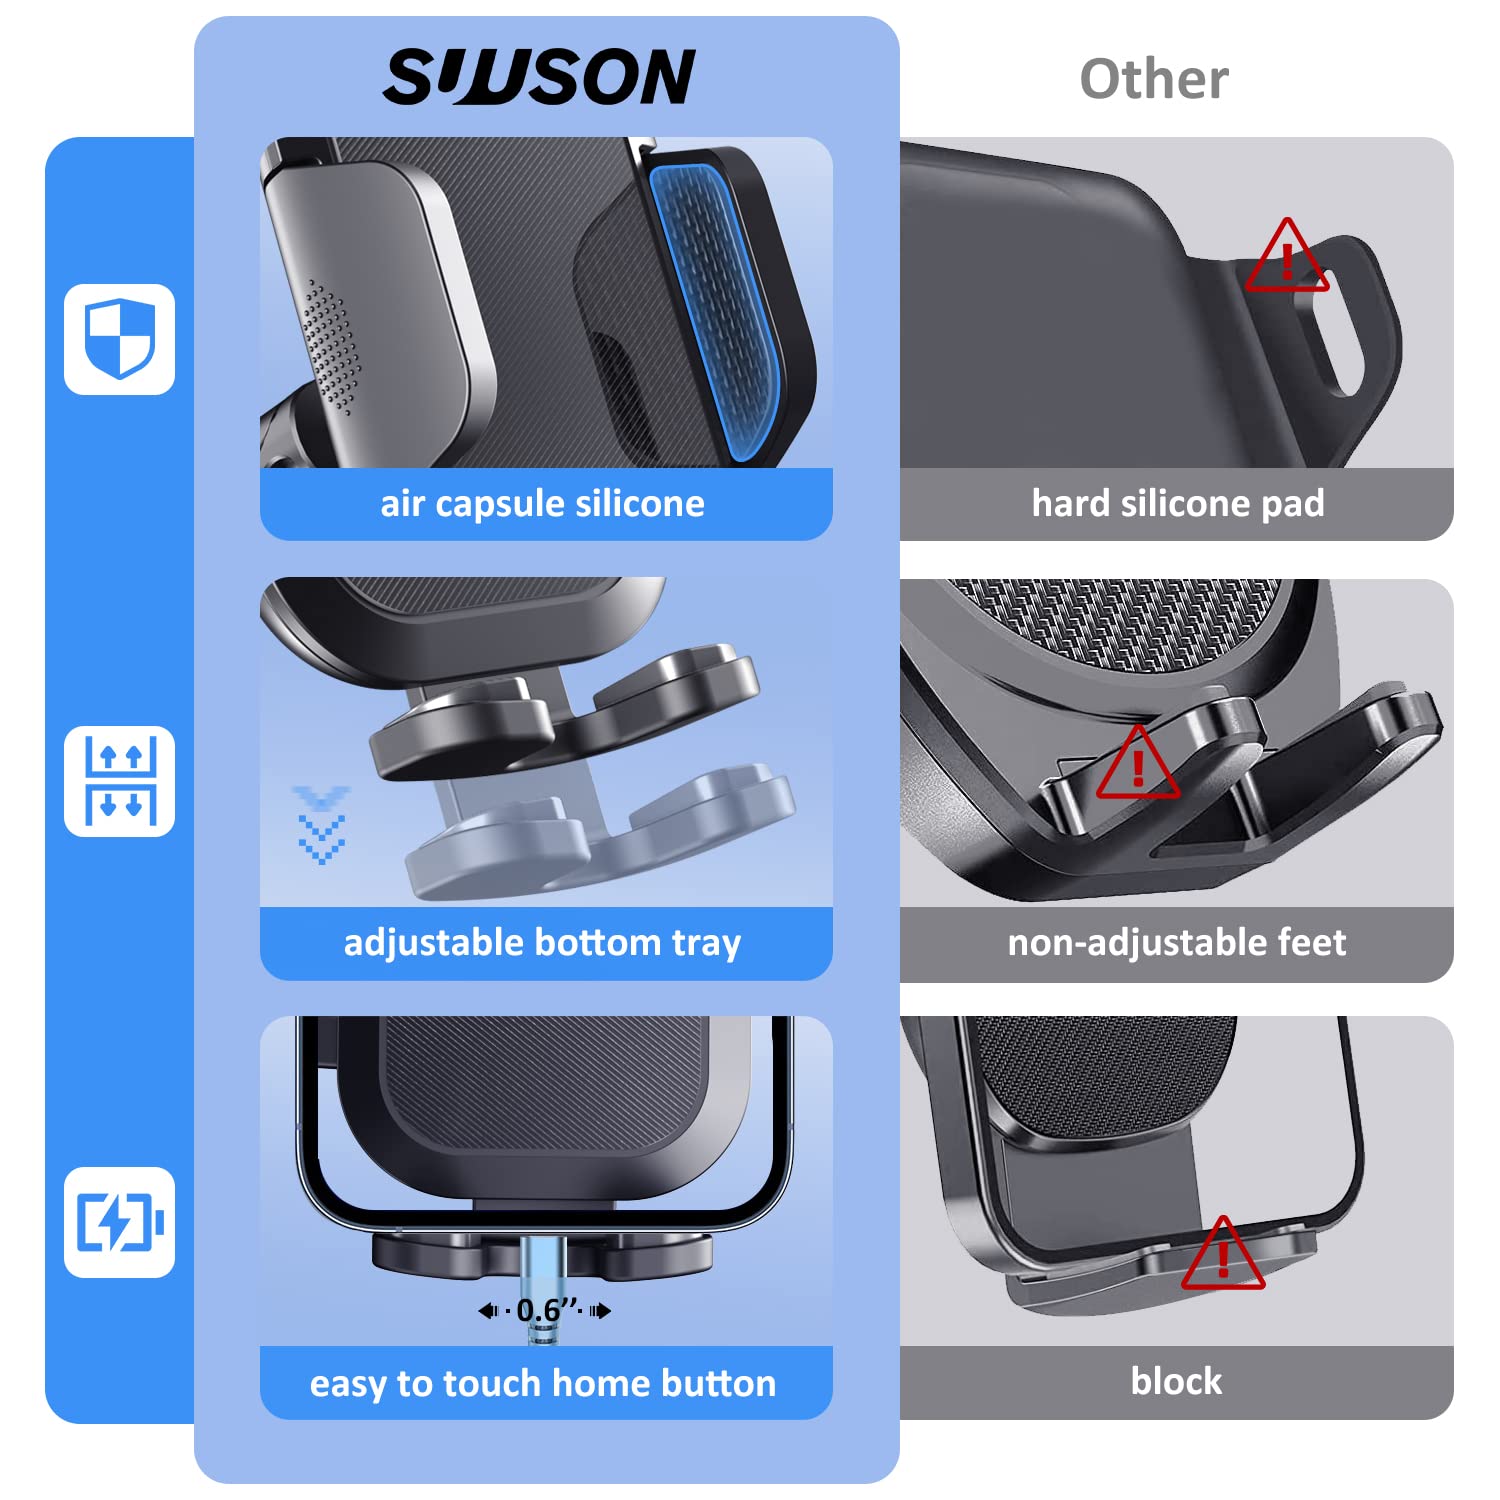 SUUSON
Other
air capsule silicone
hard silicone pad
adjustable bottom tray
non-adjustable feet
0.6’’
easy to touch home button
block